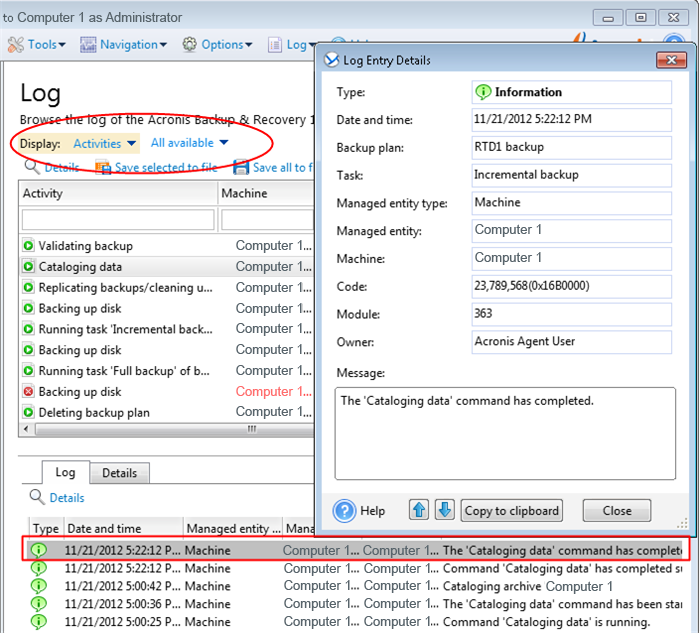 to Computer 1 as Administrator
Tools Navigation Options Log
Log
Browse the log of the Acronis Backup & Recovery 1
Display: Activities All available
Details Save selected to file Save all to f
Activity Machine
Validating backup Computer 1...
Cataloging data Computer 1...
Replicating backups/cleaning u... Computer 1...
Backing up disk Computer 1...
Running task 'Incremental back... Computer 1...
Backing up disk Computer 1...
Running task 'Full backup' of b... Computer 1...
Backing up disk Computer 1...
Deleting backup plan Computer 1...
Log Entry Details
Type: Information
Date and time: 11/21/2012 5:22:12 PM
Backup plan: RTD1 backup
Task: Incremental backup
Managed entity type: Machine
Managed entity: Computer 1
Machine: Computer 1
Code: 23,789,568(0x16B0000)
Module: 363
Owner: Acronis Agent User
Message:
The 'Cataloging data' command has completed.
Help Copy to clipboard Close
Log Details
Details
Type Date and time Managed entity ... Mana
11/21/2012 5:22:12 P... Machine Computer 1... Computer 1... The 'Cataloging data' command has complete
11/21/2012 5:22:12 P... Machine Computer 1... Computer 1... Command 'Cataloging data' has completed su
11/21/2012 5:00:42 P... Machine Computer 1... Computer 1... Cataloging archive Computer 1
11/21/2012 5:00:36 P... Machine Computer 1... Computer 1... The 'Cataloging data' command has been star
11/21/2012 5:00:25 P... Machine Computer 1... Computer 1... Command 'Cataloging data' is running.